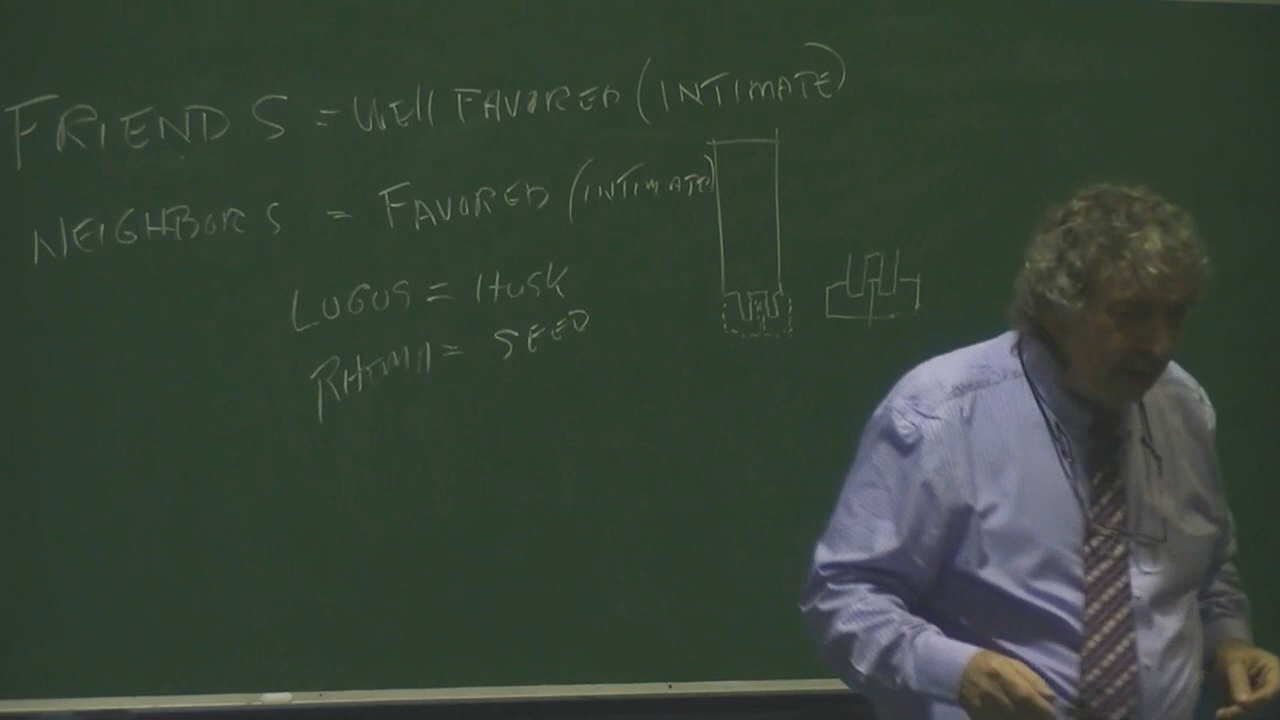 FRIENDS = WELL FAVORED (INTIMATE)
NEIGHBORS = FAVORED (INTIMATE)
LOGOS = HUSK
RHEMA = SEED